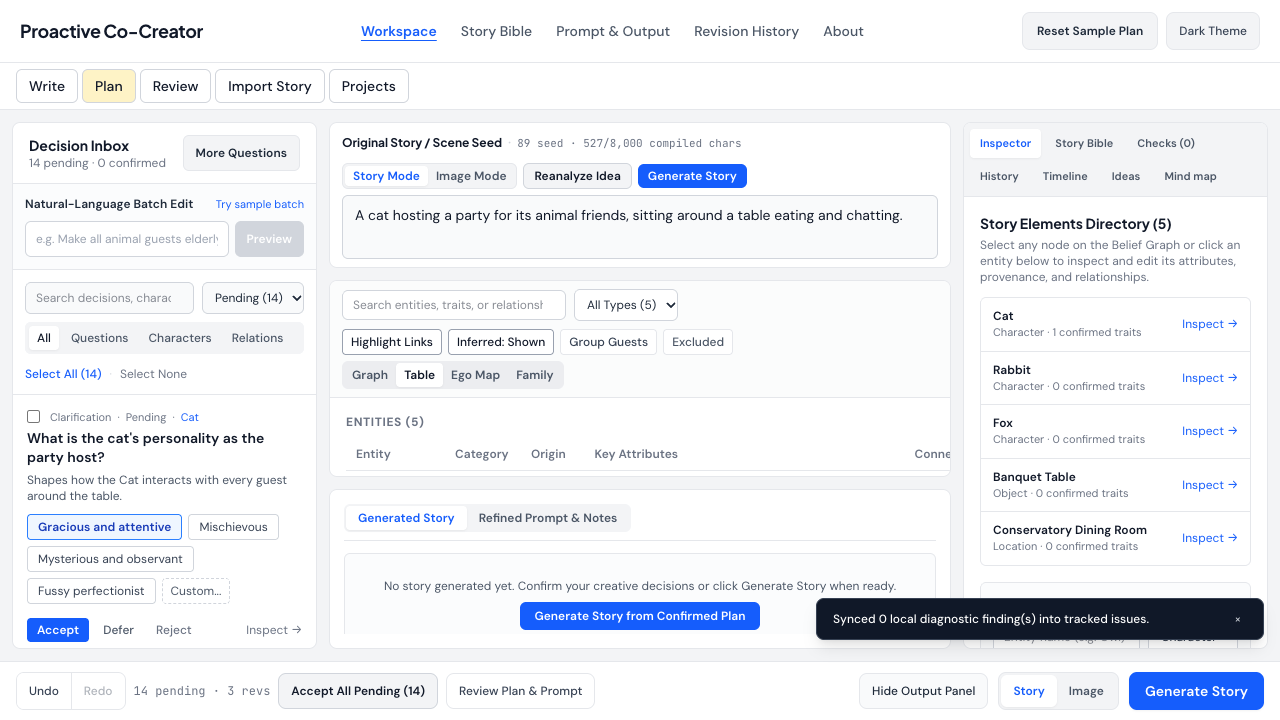 Proactive Co-Creator
Workspace
Story Bible
Prompt & Output
Revision History
About
Reset Sample Plan
Dark Theme
Write
Plan
Review
Import Story
Projects
Decision Inbox
14 pending · 0 confirmed
More Questions
Natural-Language Batch Edit
Try sample batch
e.g. Make all animal guests elderly
Preview
Search decisions, charac
Pending (14)
All
Questions
Characters
Relations
Select All (14) · Select None
Clarification · Pending · Cat
What is the cat's personality as the
party host?
Shapes how the Cat interacts with every guest
around the table.
Gracious and attentive
Mischievous
Mysterious and observant
Fussy perfectionist
Custom...
Accept
Defer
Reject
Inspect →
Original Story / Scene Seed · 89 seed · 527/8,000 compiled chars
Story Mode
Image Mode
Reanalyze Idea
Generate Story
A cat hosting a party for its animal friends, sitting around a table eating and chatting.
Search entities, traits, or relationsh
All Types (5)
Highlight Links
Inferred: Shown
Group Guests
Excluded
Graph
Table
Ego Map
Family
ENTITIES (5)
Entity
Category
Origin
Key Attributes
Conne
Generated Story
Refined Prompt & Notes
No story generated yet. Confirm your creative decisions or click Generate Story when ready.
Generate Story from Confirmed Plan
Inspector
Story Bible
Checks (0)
History
Timeline
Ideas
Mind map
Story Elements Directory (5)
Select any node on the Belief Graph or click an
entity below to inspect and edit its attributes,
provenance, and relationships.
Cat
Character · 1 confirmed traits
Inspect →
Rabbit
Character · 0 confirmed traits
Inspect →
Fox
Character · 0 confirmed traits
Inspect →
Banquet Table
Object · 0 confirmed traits
Inspect →
Conservatory Dining Room
Location · 0 confirmed traits
Inspect →
Synced 0 local diagnostic finding(s) into tracked issues.
×
Undo
Redo
14 pending · 3 revs
Accept All Pending (14)
Review Plan & Prompt
Hide Output Panel
Story
Image
Generate Story